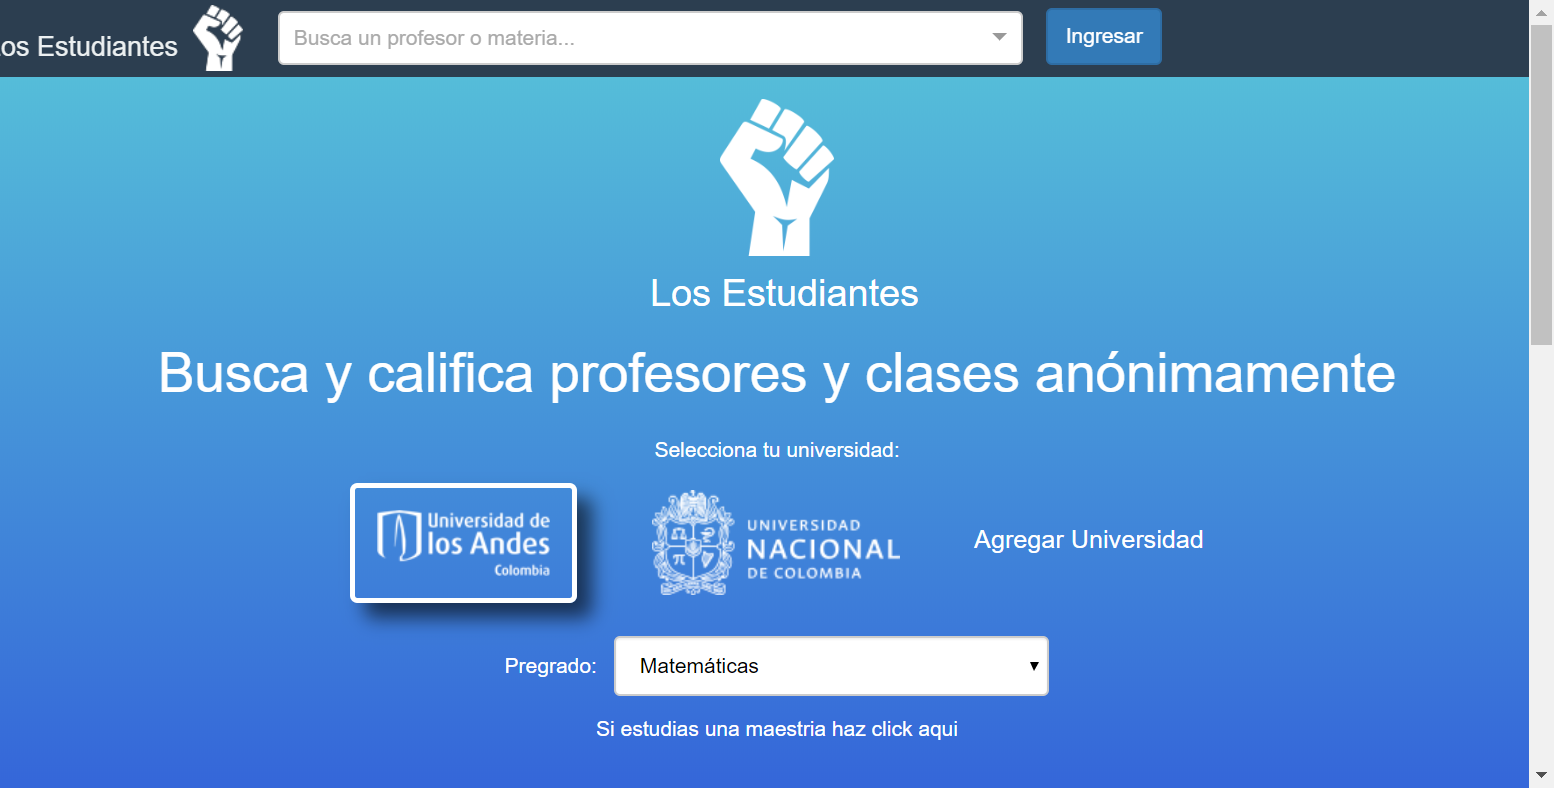 os Estudiantes
Busca un profesor o materia...
Ingresar
Los Estudiantes
Busca y califica profesores y clases anónimamente
Selecciona tu universidad:
Universidad de
los Andes
Colombia
UNIVERSIDAD
NACIONAL
DE COLOMBIA
Agregar Universidad
Pregrado:
Matemáticas
Si estudias una maestria haz click aqui